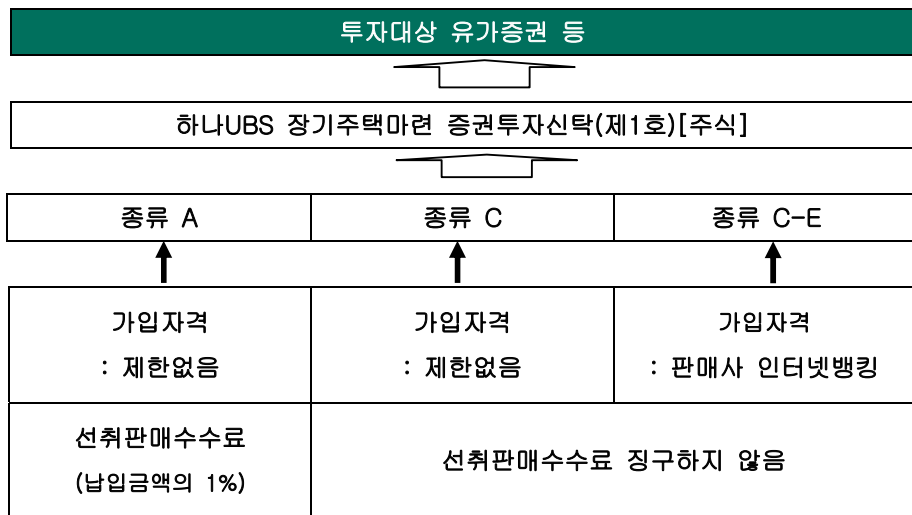 투자대상 유가증권 등
하나UBS 장기주택마련 증권투자신탁(제1호)[주식]
종류 A
종류 C
종류 C-E
가입자격
: 제한없음
가입자격
: 제한없음
가입자격
: 판매사 인터넷뱅킹
선취판매수수료
(납입금액의 1%)
선취판매수수료 징구하지 않음